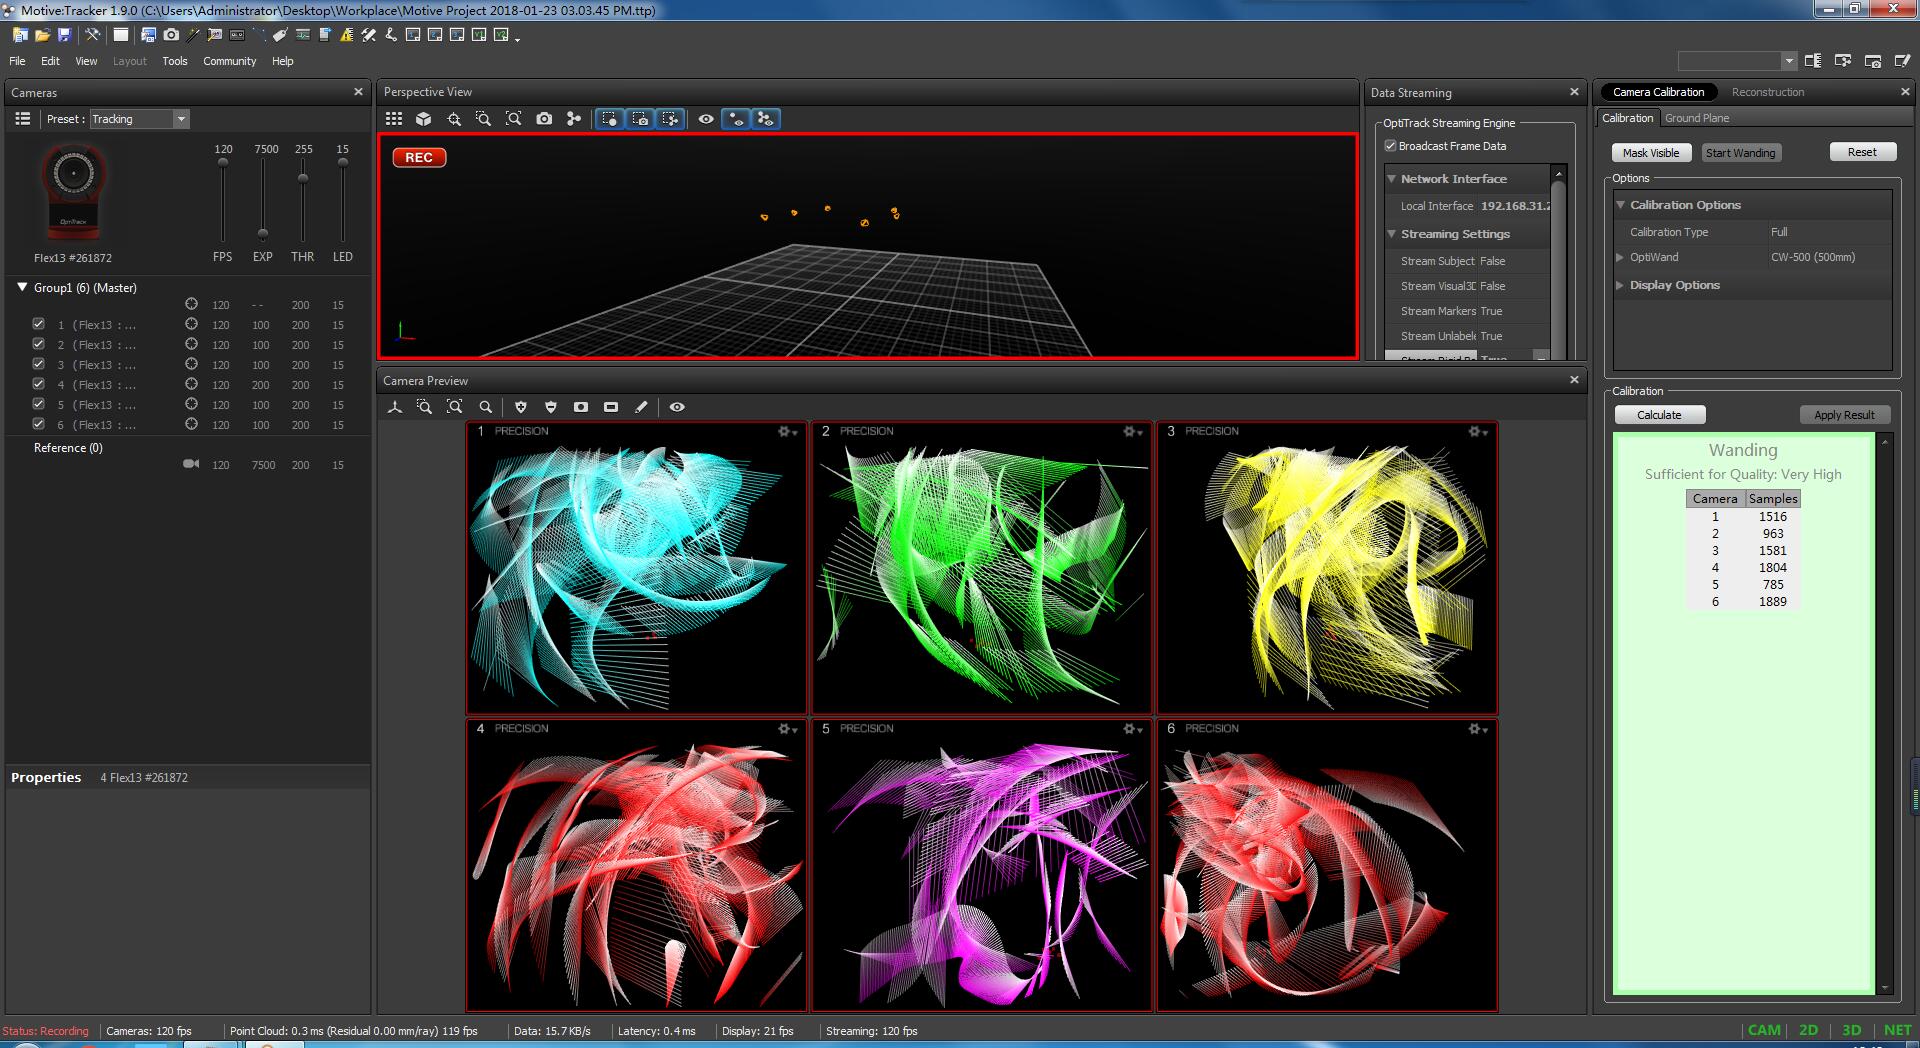 Motive:Tracker 1.9.0 (C:\Users\Administrator\Desktop\Workplace\Motive Project 2018-01-23 03.03.45 PM.ttp)
File Edit View Layout Tools Community Help
Cameras
Preset : Tracking
120 7500 255 15
OptiTrack
FPS EXP THR LED
Flex13 #261872
Group1 (6) (Master)
120 - - 200 15
1 (Flex13 : ... 120 100 200 15
2 (Flex13 : ... 120 100 200 15
3 (Flex13 : ... 120 100 200 15
4 (Flex13 : ... 120 200 200 15
5 (Flex13 : ... 120 100 200 15
6 (Flex13 : ... 120 100 200 15
Reference (0)
120 7500 200 15
Properties 4 Flex13 #261872
Perspective View
REC
Camera Preview
1 PRECISION
2 PRECISION
3 PRECISION
4 PRECISION
5 PRECISION
6 PRECISION
Data Streaming
OptiTrack Streaming Engine
Broadcast Frame Data
Network Interface
Local Interface 192.168.31.2
Streaming Settings
Stream Subject False
Stream Visual3D False
Stream Markers True
Stream Unlabele True
Camera Calibration Reconstruction
Calibration Ground Plane
Mask Visible Start Wanding Reset
Options
Calibration Options
Calibration Type Full
OptiWand CW-500 (500mm)
Display Options
Calibration
Calculate Apply Result
Wanding
Sufficient for Quality: Very High
Camera Samples
1 1516
2 963
3 1581
4 1804
5 785
6 1889
Status: Recording Cameras: 120 fps Point Cloud: 0.3 ms (Residual 0.00 mm/ray) 119 fps Data: 15.7 KB/s Latency: 0.4 ms Display: 21 fps Streaming: 120 fps CAM 2D 3D NET